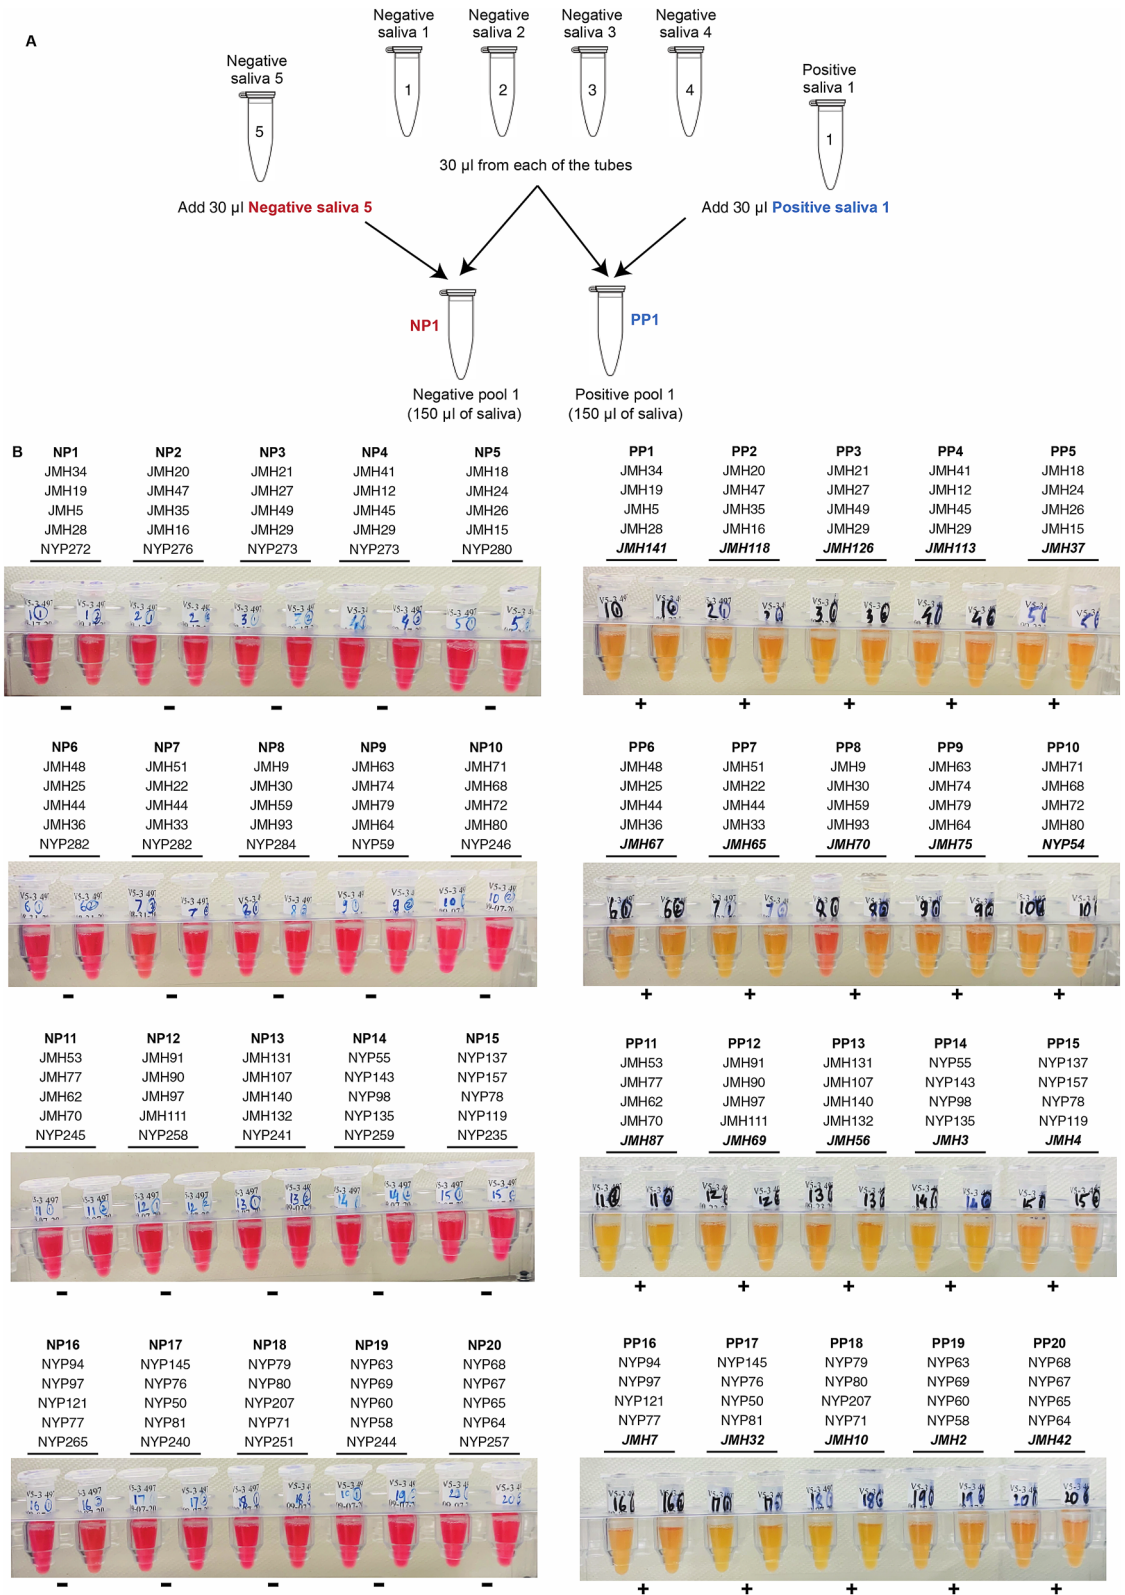 A
Negative saliva 1
Negative saliva 2
Negative saliva 3
Negative saliva 4
Negative saliva 5
Positive saliva 1
1
2
3
4
5
1
30 µl from each of the tubes
Add 30 µl Negative saliva 5
Add 30 µl Positive saliva 1
NP1
PP1
Negative pool 1
(150 µl of saliva)
Positive pool 1
(150 µl of saliva)
B
NP1 NP2 NP3 NP4 NP5
JMH34 JMH20 JMH21 JMH41 JMH18
JMH19 JMH47 JMH27 JMH12 JMH24
JMH5 JMH35 JMH49 JMH45 JMH26
JMH28 JMH16 JMH29 JMH29 JMH15
NYP272 NYP276 NYP273 NYP273 NYP280
- - - - -
PP1 PP2 PP3 PP4 PP5
JMH34 JMH20 JMH21 JMH41 JMH18
JMH19 JMH47 JMH27 JMH12 JMH24
JMH5 JMH35 JMH49 JMH45 JMH26
JMH28 JMH16 JMH29 JMH29 JMH15
JMH141 JMH118 JMH126 JMH113 JMH37
+ + + + +
NP6 NP7 NP8 NP9 NP10
JMH48 JMH51 JMH9 JMH63 JMH71
JMH25 JMH22 JMH30 JMH74 JMH68
JMH44 JMH44 JMH59 JMH79 JMH72
JMH36 JMH33 JMH93 JMH64 JMH80
NYP282 NYP282 NYP284 NYP59 NYP246
- - - - -
PP6 PP7 PP8 PP9 PP10
JMH48 JMH51 JMH9 JMH63 JMH71
JMH25 JMH22 JMH30 JMH74 JMH68
JMH44 JMH44 JMH59 JMH79 JMH72
JMH36 JMH33 JMH93 JMH64 JMH80
JMH67 JMH65 JMH70 JMH75 NYP54
+ + + + +
NP11 NP12 NP13 NP14 NP15
JMH53 JMH91 JMH131 NYP55 NYP137
JMH77 JMH90 JMH107 NYP143 NYP157
JMH62 JMH97 JMH140 NYP98 NYP78
JMH70 JMH111 JMH132 NYP135 NYP119
NYP245 NYP258 NYP241 NYP259 NYP235
- - - - -
PP11 PP12 PP13 PP14 PP15
JMH53 JMH91 JMH131 NYP55 NYP137
JMH77 JMH90 JMH107 NYP143 NYP157
JMH62 JMH97 JMH140 NYP98 NYP78
JMH70 JMH111 JMH132 NYP135 NYP119
JMH87 JMH69 JMH56 JMH3 JMH4
+ + + + +
NP16 NP17 NP18 NP19 NP20
NYP94 NYP145 NYP79 NYP63 NYP68
NYP97 NYP76 NYP80 NYP69 NYP67
NYP121 NYP50 NYP207 NYP60 NYP65
NYP77 NYP81 NYP71 NYP58 NYP64
NYP265 NYP240 NYP251 NYP244 NYP257
- - - - -
PP16 PP17 PP18 PP19 PP20
NYP94 NYP145 NYP79 NYP63 NYP68
NYP97 NYP76 NYP80 NYP69 NYP67
NYP121 NYP50 NYP207 NYP60 NYP65
NYP77 NYP81 NYP71 NYP58 NYP64
JMH7 JMH32 JMH10 JMH2 JMH42
+ + + + +